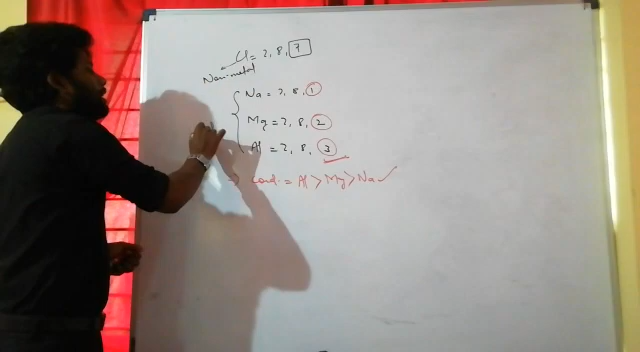 Cl = 2, 8, 7
Non-metal
Na = 2, 8, 1
Mg = 2, 8, 2
Al = 2, 8, 3
→ Cond. = Al > Mg > Na ✓